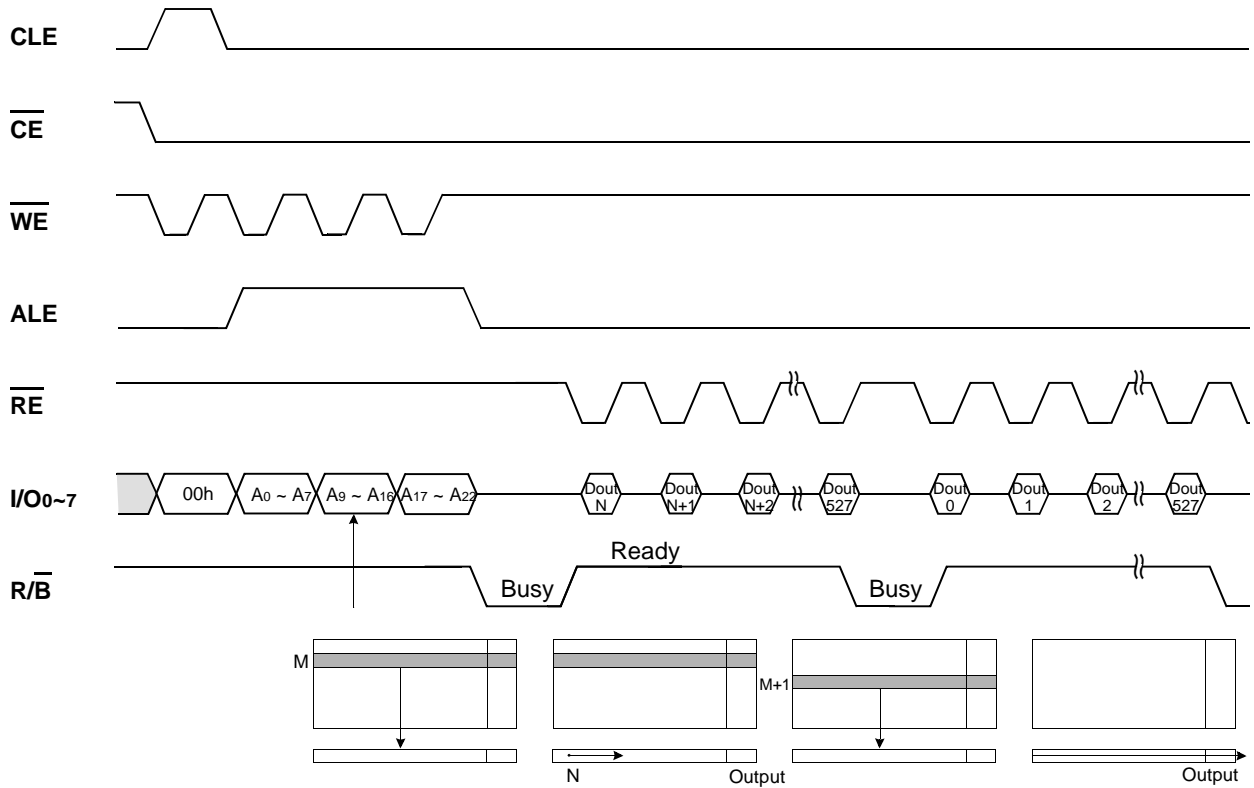 CLE
CE
WE
ALE
RE
I/O0~7
00h
A0 ~ A7
A9 ~ A16
A17 ~ A22
Dout N
Dout N+1
Dout N+2
Dout 527
Dout 0
Dout 1
Dout 2
Dout 527
R/B
Busy
Ready
Busy
M
M+1
N
Output
Output